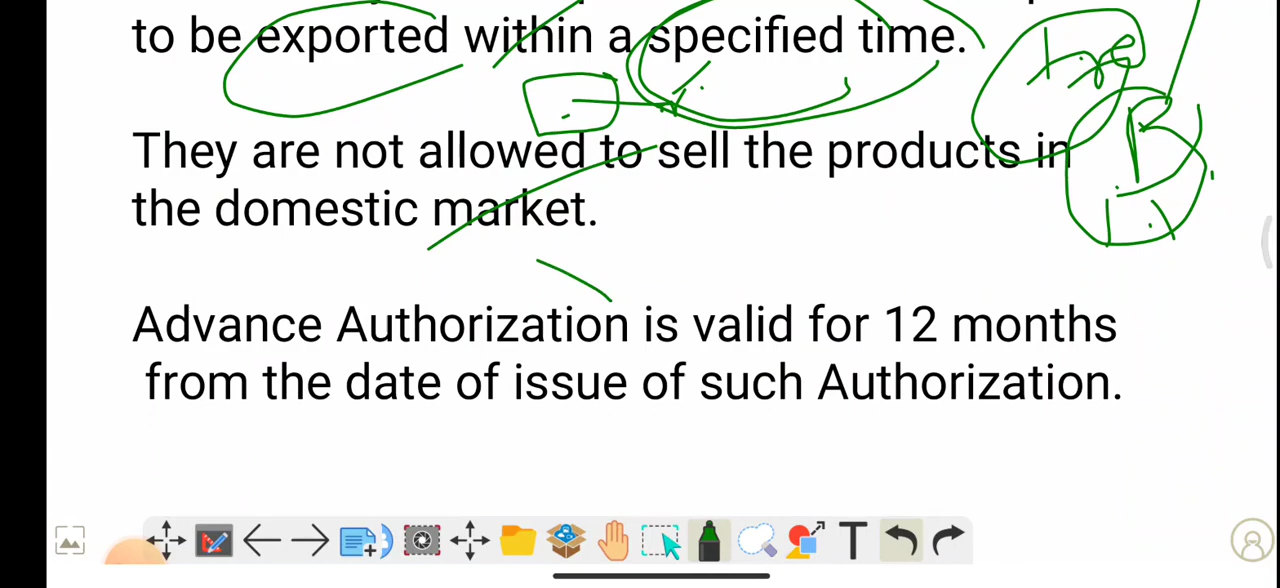 to be exported within a specified time.
They are not allowed to sell the products in
the domestic market.
Advance Authorization is valid for 12 months
from the date of issue of such Authorization.